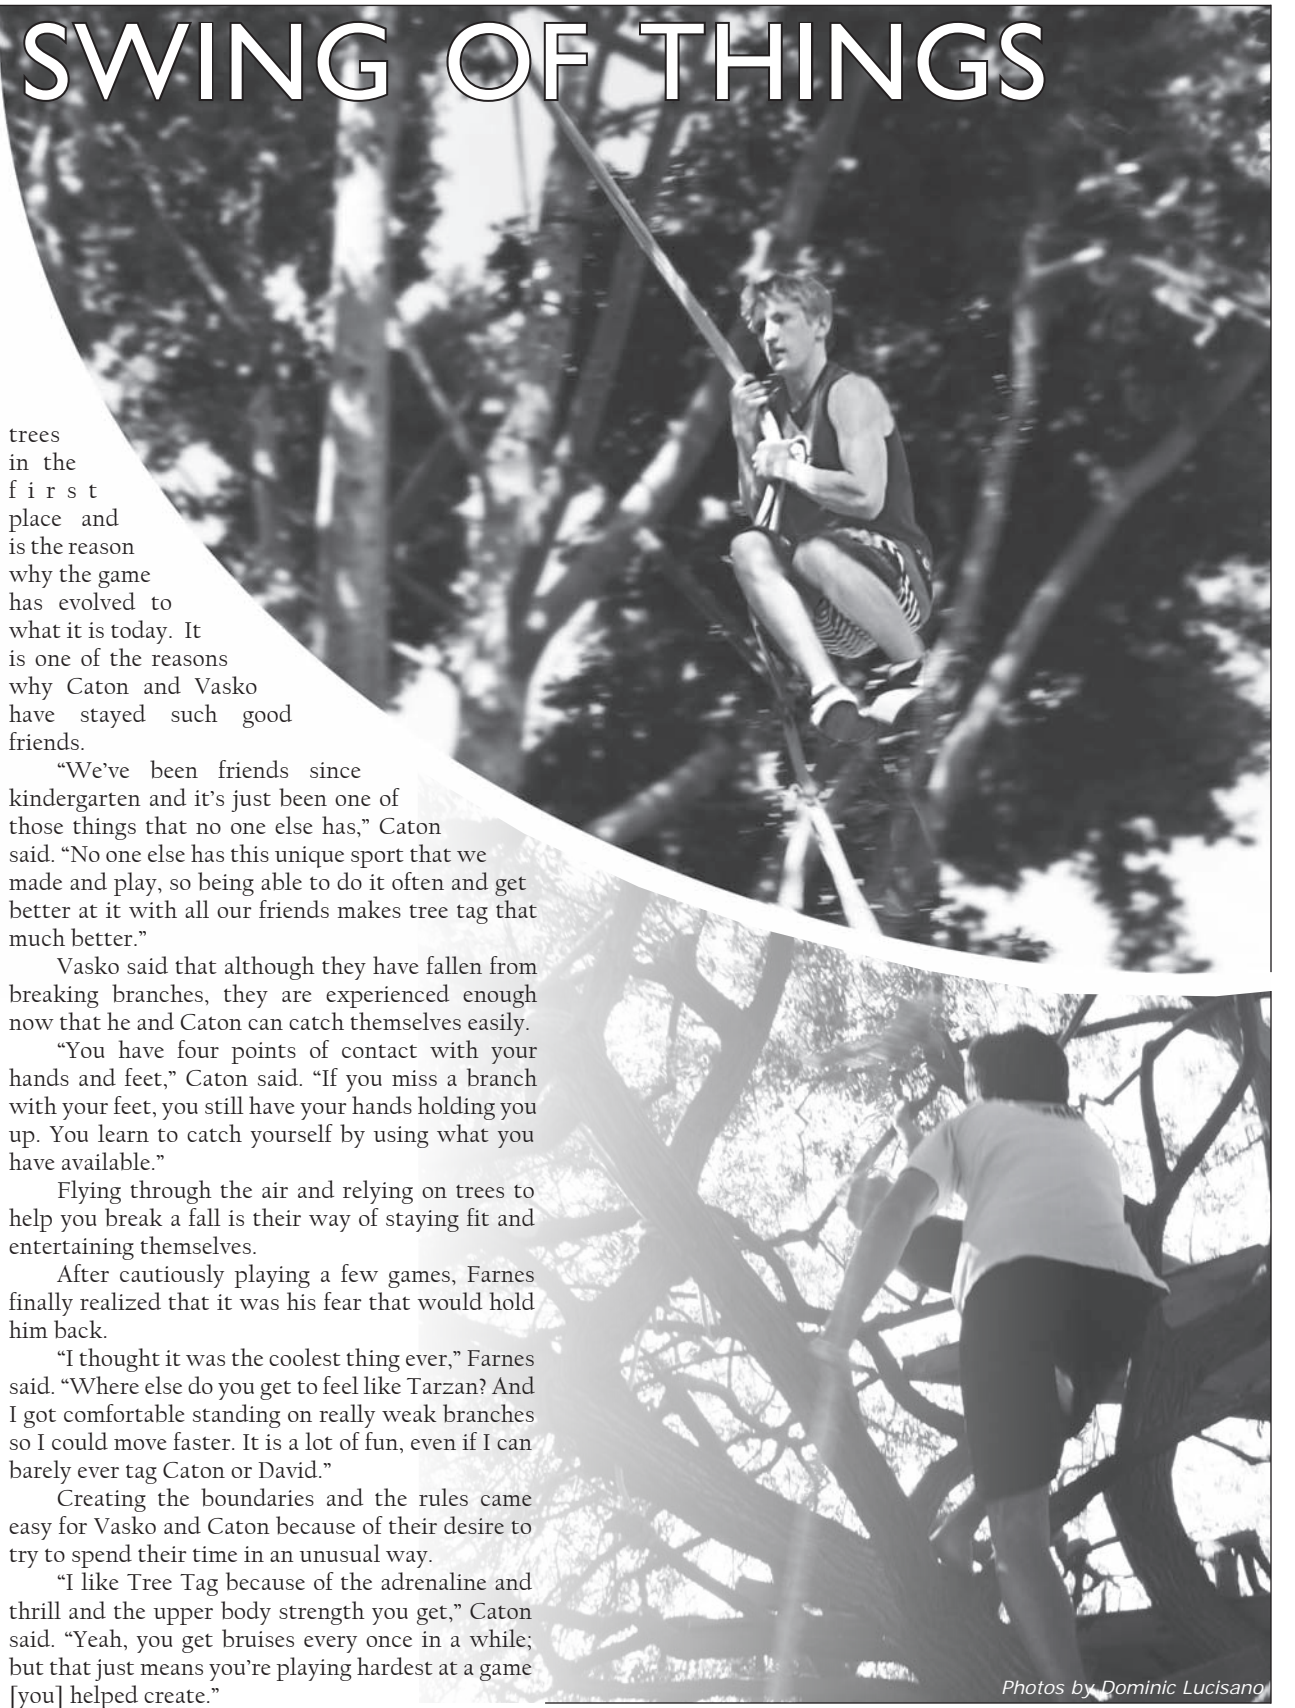 SWING OF THINGS
trees
in the
first
place and
is the reason
why the game
has evolved to
what it is today. It
is one of the reasons
why Caton and Vasko
have stayed such good
friends.
“We’ve been friends since
kindergarten and it’s just been one of
those things that no one else has,” Caton
said. “No one else has this unique sport that we
made and play, so being able to do it often and get
better at it with all our friends makes tree tag that
much better.”
Vasko said that although they have fallen from
breaking branches, they are experienced enough
now that he and Caton can catch themselves easily.
“You have four points of contact with your
hands and feet,” Caton said. “If you miss a branch
with your feet, you still have your hands holding you
up. You learn to catch yourself by using what you
have available.”
Flying through the air and relying on trees to
help you break a fall is their way of staying fit and
entertaining themselves.
After cautiously playing a few games, Farnes
finally realized that it was his fear that would hold
him back.
“I thought it was the coolest thing ever,” Farnes
said. “Where else do you get to feel like Tarzan? And
I got comfortable standing on really weak branches
so I could move faster. It is a lot of fun, even if I can
barely ever tag Caton or David.”
Creating the boundaries and the rules came
easy for Vasko and Caton because of their desire to
try to spend their time in an unusual way.
“I like Tree Tag because of the adrenaline and
thrill and the upper body strength you get,” Caton
said. “Yeah, you get bruises every once in a while;
but that just means you’re playing hardest at a game
[you] helped create.”
Photos by Dominic Lucisano